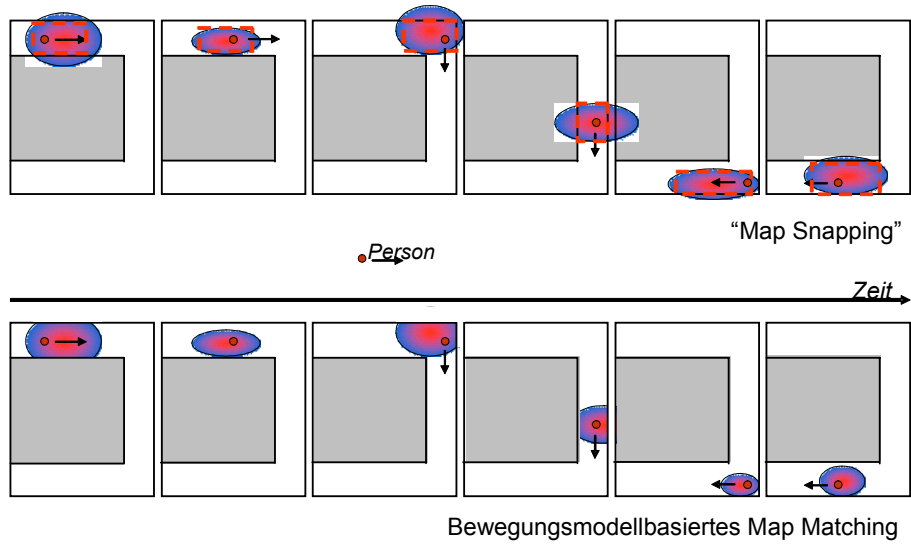 “Map Snapping”
Person
Zeit
Bewegungsmodellbasiertes Map Matching